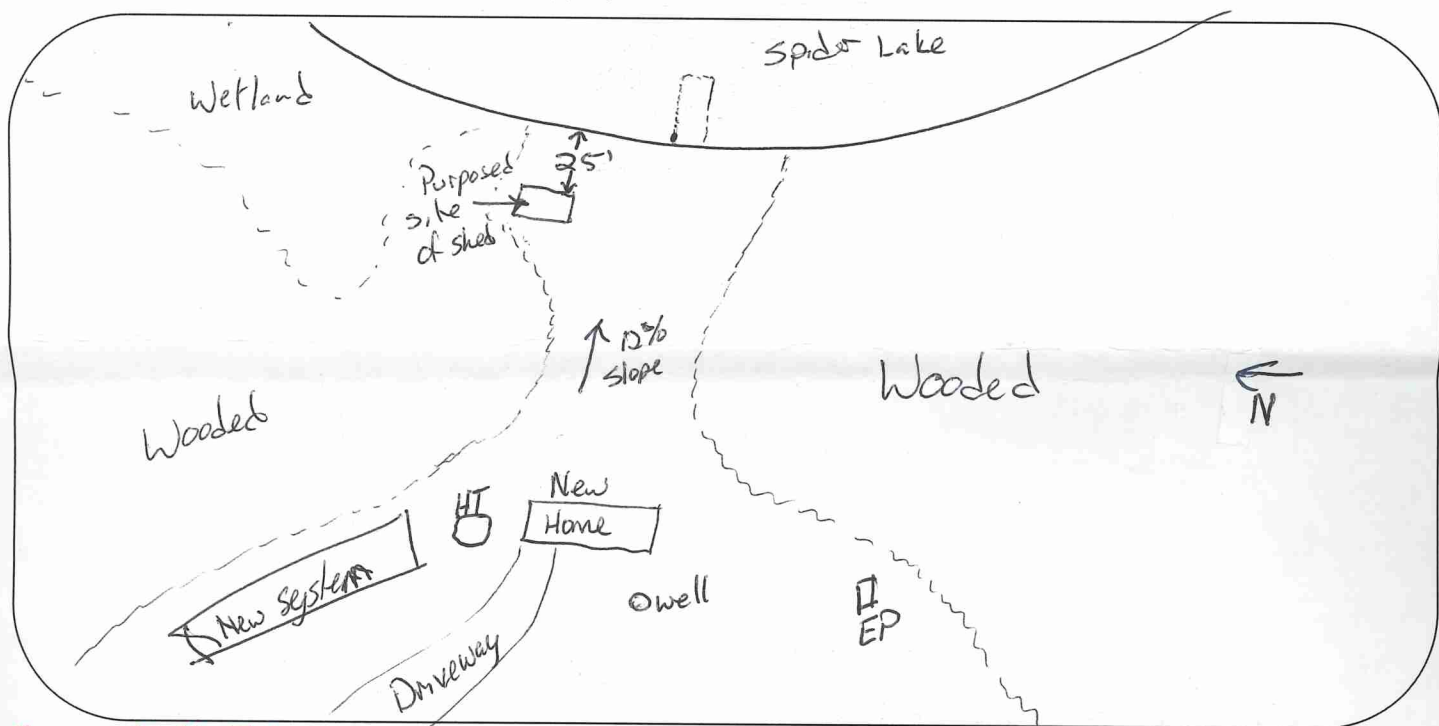 Spider Lake
Wetland
25'
Purposed
site
of shed
12%
slope
Wooded
Wooded
N
HT
New
Home
New System
well
EP
Driveway